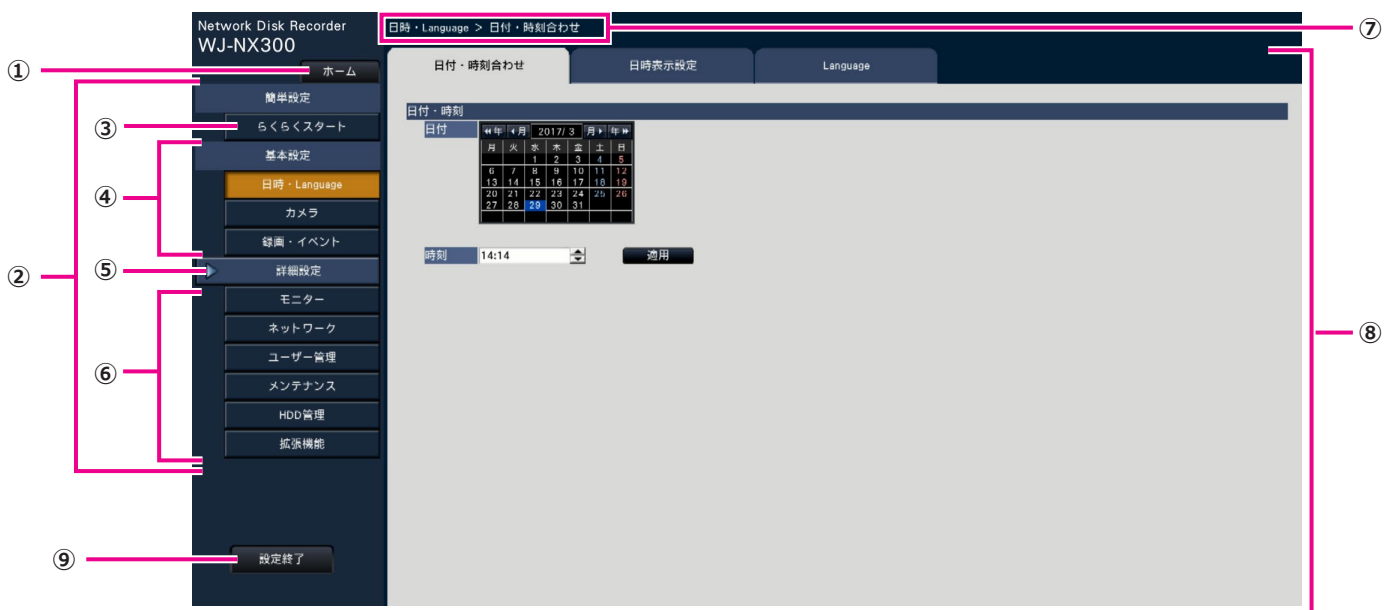 Network Disk Recorder
WJ-NX300
日時・Language > 日付・時刻合わせ
⑦
①
ホーム
日付・時刻合わせ
日時表示設定
Language
簡単設定
③
らくらくスタート
④
基本設定
日時・Language
カメラ
録画・イベント
②
⑤
詳細設定
⑥
モニター
ネットワーク
ユーザー管理
メンテナンス
HDD管理
拡張機能
⑨
設定終了
日付・時刻
日付
年 月 2017/ 3 月 年
月 火 水 木 金 土 日
1 2 3 4 5
6 7 8 9 10 11 12
13 14 15 16 17 18 19
20 21 22 23 24 25 26
27 28 29 30 31
時刻 14:14 適用
⑧